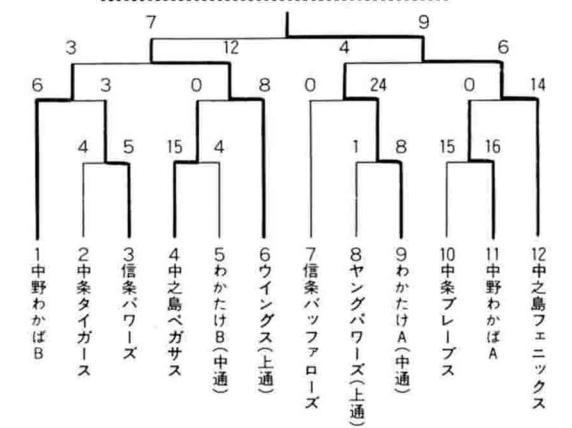 7 9
3 12 4 6
6 3 0 8 0 24 0 14
4 5 15 4 1 8 15 16
1 中野わかばB
2 中条タイガース
3 信条パワーズ
4 中之島ペガサス
5 わかたけB(中通)
6 ウイングス(上通)
7 信条バッファローズ
8 ヤングパワーズ(上通)
9 わかたけA(中通)
10 中条ブレーブス
11 中野わかばA
12 中之島フェニックス